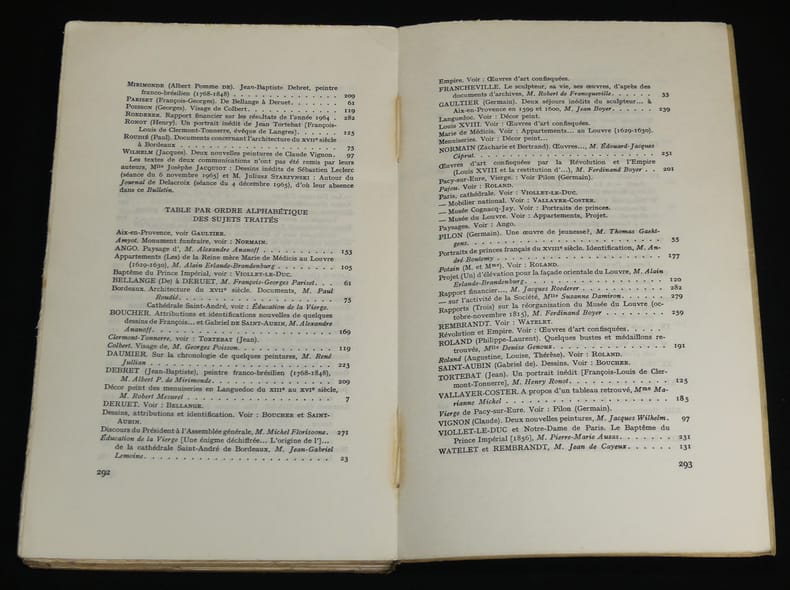 MIRIMONDE (Albert Pomme DE). Jean-Baptiste Debret, peintre
franco-brésilien (1768-1848) . . . . . . . . . . . . . . . . . 209
PARISET (François-Georges). De Bellange à Deruet. . . . . . . 61
POISSON (Georges). Visage de Colbert. . . . . . . . . . . . . 119
ROEDERER. Rapport financier sur les résultats de l'année 1964 . 282
RONOT (Henry). Un portrait inédit de Jean Tortebat [François-
Louis de Clermont-Tonnerre, évêque de Langres] . . . . . . . 125
ROUDIÉ (Paul). Documents concernant l'architecture du XVIIe siècle
à Bordeaux . . . . . . . . . . . . . . . . . . . . . . . 75
WILHELM (Jacques). Deux nouvelles peintures de Claude Vignon. 97
Les textes de deux communications n'ont pas été remis par leurs
auteurs, Mlle Josèphe JACQUIOT : Dessins inédits de Sébastien Leclerc
(séance du 6 novembre 1965) et M. Juliusz STARZYNSKI : Autour du
Journal de Delacroix (séance du 4 décembre 1965), d'où leur absence
dans ce Bulletin.
TABLE PAR ORDRE ALPHABÉTIQUE
DES SUJETS TRAITÉS
Aix-en-Provence, voir GAULTIER.
Amyot. Monument funéraire, voir : NORMAIN.
ANGO. Paysage d', M. Alexandre Ananoff . . . . . . . . . . . 153
Appartements (Les) de la Reine mère Marie de Médicis au Louvre
(1629-1630), M. Alain Erlande-Brandenburg . . . . . . . . . 105
Baptême du Prince Impérial, voir : VIOLLET-LE-DUC.
BELLANGE (De) à DERUET, M. François-Georges Pariset . . . 61
Bordeaux. Architecture du XVIIe siècle. Documents, M. Paul
Roudié. . . . . . . . . . . . . . . . . . . . . . . . . 75
Cathédrale Saint-André, voir : Éducation de la Vierge.
BOUCHER. Attributions et identifications nouvelles de quelques
dessins de François... et Gabriel DE SAINT-AUBIN, M. Alexandre
Ananoff . . . . . . . . . . . . . . . . . . . . . . . . 169
Clermont-Tonnerre, voir : TORTEBAT (Jean).
Colbert. Visage de, M. Georges Poisson. . . . . . . . . . . . 119
DAUMIER. Sur la chronologie de quelques peintures, M. René
Jullian . . . . . . . . . . . . . . . . . . . . . . . . 223
DEBRET (Jean-Baptiste), peintre franco-brésilien (1768-1848),
M. Albert P. de Mirimonde. . . . . . . . . . . . . . . . 209
Décor peint des menuiseries en Languedoc du XIIIe au XVIe siècle,
M. Robert Mesuret . . . . . . . . . . . . . . . . . . . 7
DERUET. Voir : BELLANGE.
Dessins, attributions et identification. Voir : BOUCHER et SAINT-
AUBIN.
Discours du Président à l'Assemblée générale, M. Michel Florisoone. 271
Éducation de la Vierge (Une énigme déchiffrée... L'origine de l']...
de la cathédrale Saint-André de Bordeaux, M. Jean-Gabriel
Lemoine. . . . . . . . . . . . . . . . . . . . . . . . . 23
292
Empire. Voir : Œuvres d'art confisquées.
FRANCHEVILLE. Le sculpteur, sa vie, ses œuvres, d'après des
documents d'archives, M. Robert de Francqueville. . . . . . 33
GAULTIER (Germain). Deux séjours inédits du sculpteur... à
Aix-en-Provence en 1599 et 1600, M. Jean Boyer. . . . . . . 239
Languedoc. Voir : Décor peint.
Louis XVIII. Voir : Œuvres d'art confisquées.
Marie de Médicis. Voir : Appartements... au Louvre (1629-1630).
Menuiseries. Voir : Décor peint.
NORMAIN (Zacharie et Bertrand). Œuvres..., M. Édouard-Jacques
Ciprut. . . . . . . . . . . . . . . . . . . . . . . . . 251
Œuvres d'art confisquées par la Révolution et l'Empire
(Louis XVIII et la restitution d'...), M. Ferdinand Boyer . . 201
Pacy-sur-Eure, Vierge. : Voir Pilon (Germain).
Pajou. Voir : ROLAND.
Paris, cathédrale. Voir : VIOLLET-LE-DUC.
— Mobilier national. Voir : VALLAYER-COSTER.
— Musée Cognacq-Jay. Voir : Portraits de princes.
— Musée du Louvre. Voir : Appartements, Projet.
Paysages. Voir : Ango.
PILON (Germain). Une œuvre de jeunesse?, M. Thomas Gaeht-
gens. . . . . . . . . . . . . . . . . . . . . . . . . . 55
Portraits de princes français du XVIIIe siècle. Identification, M. An-
dré Boutemy . . . . . . . . . . . . . . . . . . . . . . 177
Potain (M. et Mme). Voir : ROLAND.
Projet (Un) d'élévation pour la façade orientale du Louvre, M. Alain
Erlande-Brandenburg. . . . . . . . . . . . . . . . . . . 120
Rapport financier..., M. Jacques Rœderer . . . . . . . . . . 282
— sur l'activité de la Société, Mlle Suzanne Damiron. . . . . . 279
Rapports (Trois) sur la réorganisation du Musée du Louvre (oc-
tobre-novembre 1815), M. Ferdinand Boyer . . . . . . . . 259
REMBRANDT. Voir : WATELET.
Révolution et Empire. Voir : Œuvres d'art confisquées. . . . .
ROLAND (Philippe-Laurent). Quelques bustes et médaillons re-
trouvés, Mlle Denise Genoux. . . . . . . . . . . . . . . 191
Roland (Augustine, Louise, Thérèse). Voir : ROLAND.
SAINT-AUBIN (Gabriel de). Dessins. Voir : BOUCHER.
TORTEBAT (Jean). Un portrait inédit [François-Louis de Cler-
mont-Tonnerre], M. Henry Ronot. . . . . . . . . . . . . 125
VALLAYER-COSTER. A propos d'un tableau retrouvé, Mme Ma-
rianne Michel . . . . . . . . . . . . . . . . . . . . . 185
Vierge de Pacy-sur-Eure. Voir : Pilon (Germain).
VIGNON (Claude). Deux nouvelles peintures, M. Jacques Wilhelm. 97
VIOLLET-LE-DUC et Notre-Dame de Paris. Le Baptême du
Prince Impérial [1856], M. Pierre-Marie Auzas . . . . . . . 231
WATELET et REMBRANDT, M. Jean de Cayeux. . . . . . . 131
293